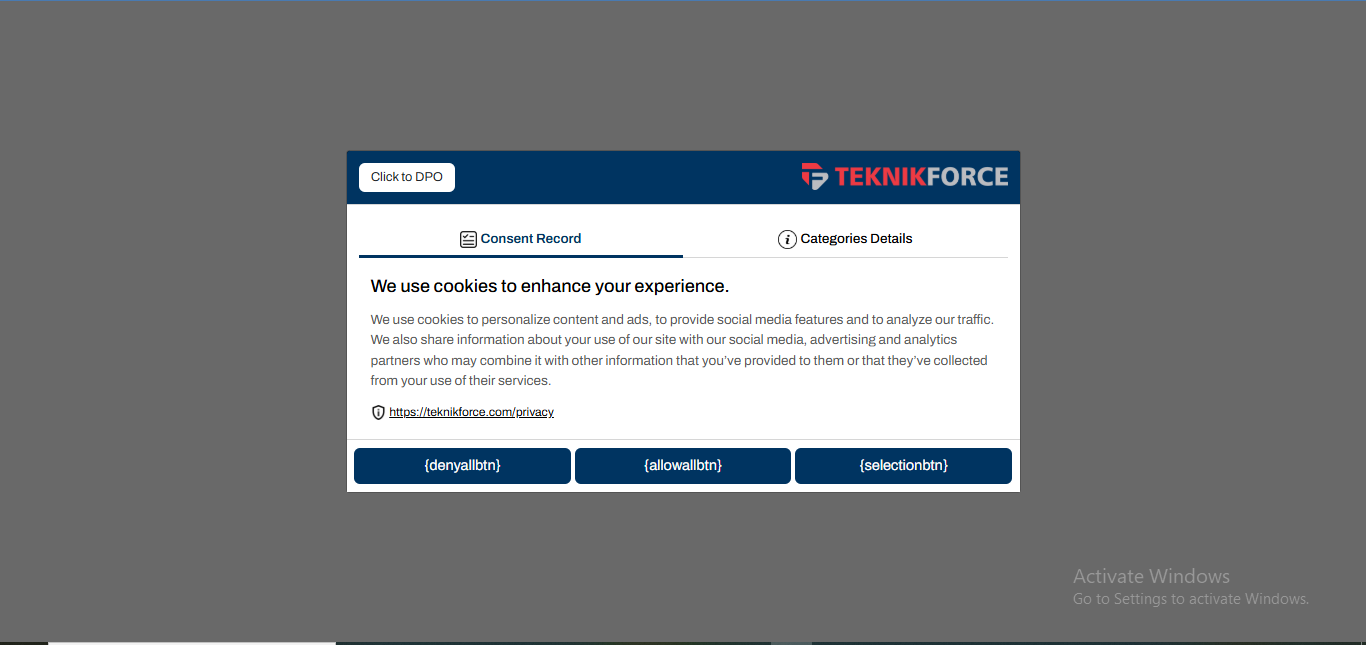 Click to DPO
TEKNIKFORCE
Consent Record
Categories Details
We use cookies to enhance your experience.
We use cookies to personalize content and ads, to provide social media features and to analyze our traffic.
We also share information about your use of our site with our social media, advertising and analytics
partners who may combine it with other information that you've provided to them or that they've collected
from your use of their services.
https://teknikforce.com/privacy
{denyallbtn}
{allowallbtn}
{selectionbtn}
Activate Windows
Go to Settings to activate Windows.